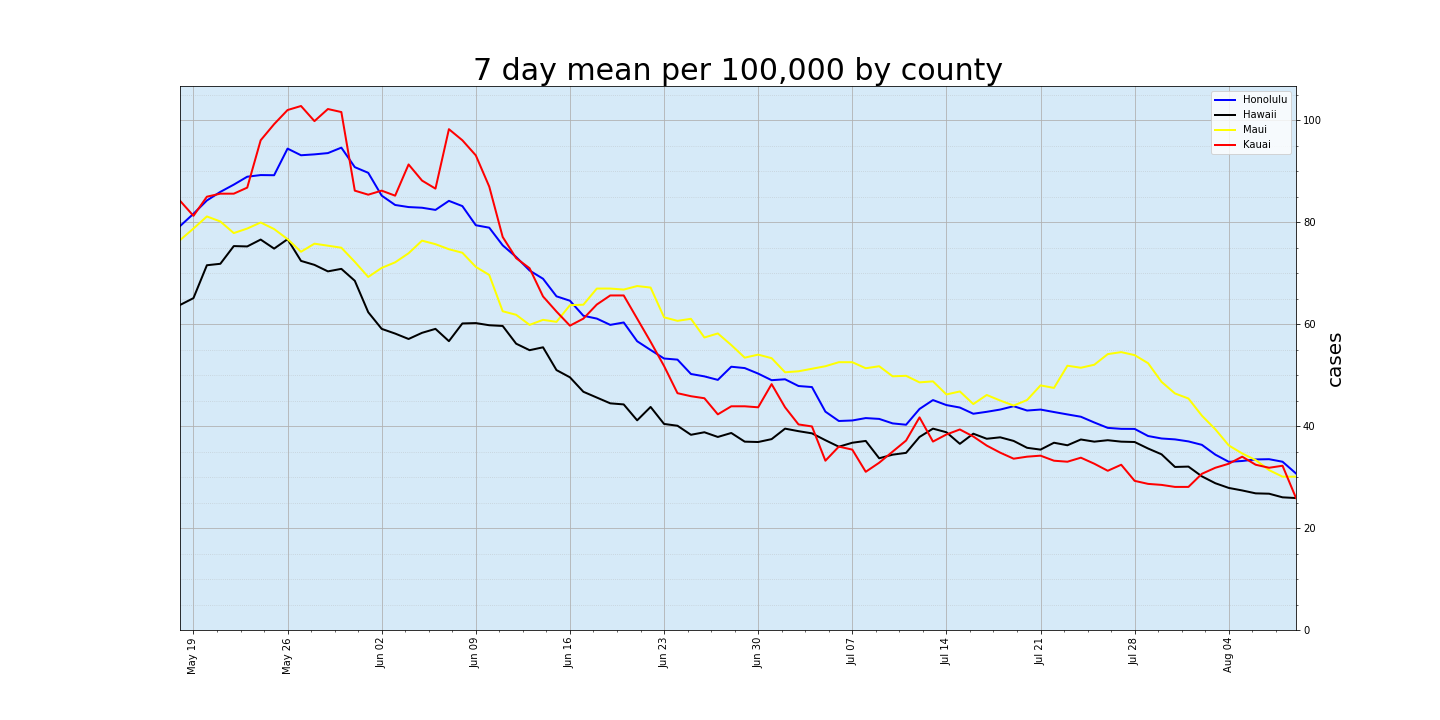 7 day mean per 100,000 by county
Honolulu
Hawaii
Maui
Kauai
100
80
60
40
20
0
cases
May 19
May 26
Jun 02
Jun 09
Jun 16
Jun 23
Jun 30
Jul 07
Jul 14
Jul 21
Jul 28
Aug 04